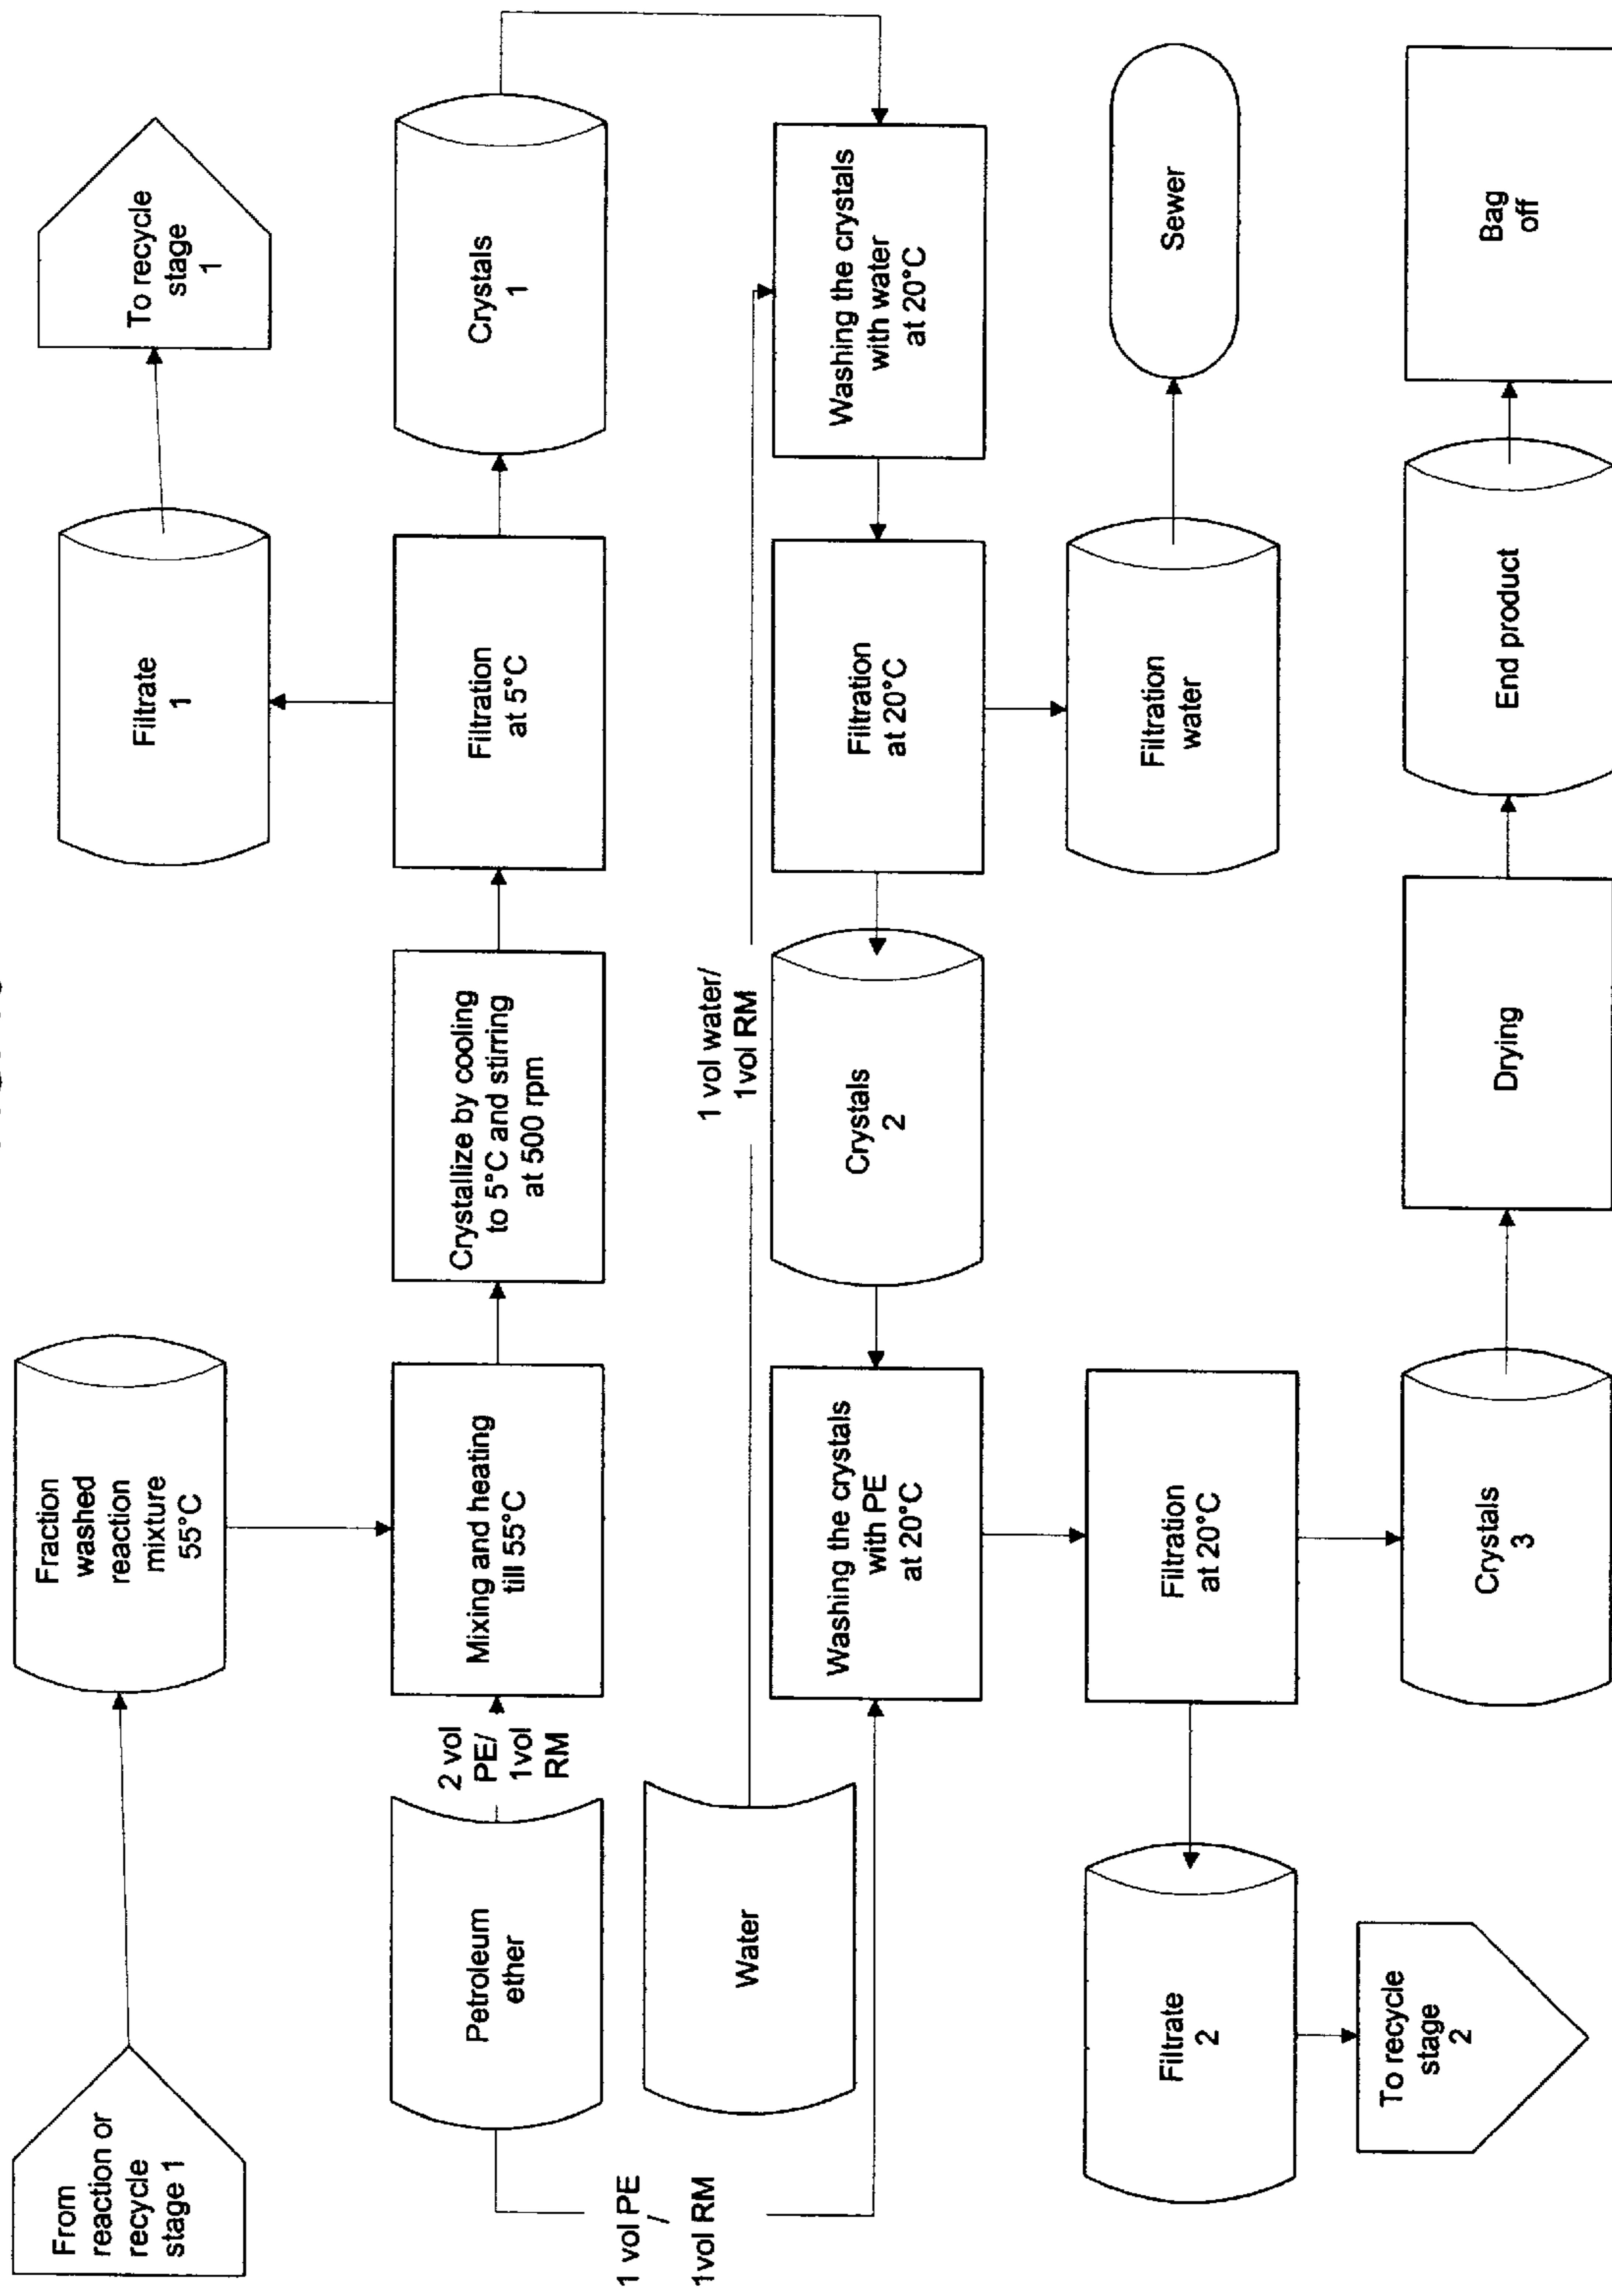 From
reaction or
recycle
stage 1
Fraction
washed
reaction
mixture
55°C
Filtrate
1
To recycle
stage
1
Petroleum
ether
2 vol
PE/
1vol
RM
Mixing and heating
till 55°C
Crystallize by cooling
to 5°C and stirring
at 500 rpm
Filtration
at 5°C
Crystals
1
1 vol PE
/
1vol RM
Water
1 vol water/
1vol RM
Washing the crystals
with PE
at 20°C
Crystals
2
Filtration
at 20°C
Washing the crystals
with water
at 20°C
Filtrate
2
Filtration
at 20°C
Filtration
water
Sewer
To recycle
stage
2
Crystals
3
Drying
End product
Bag
off